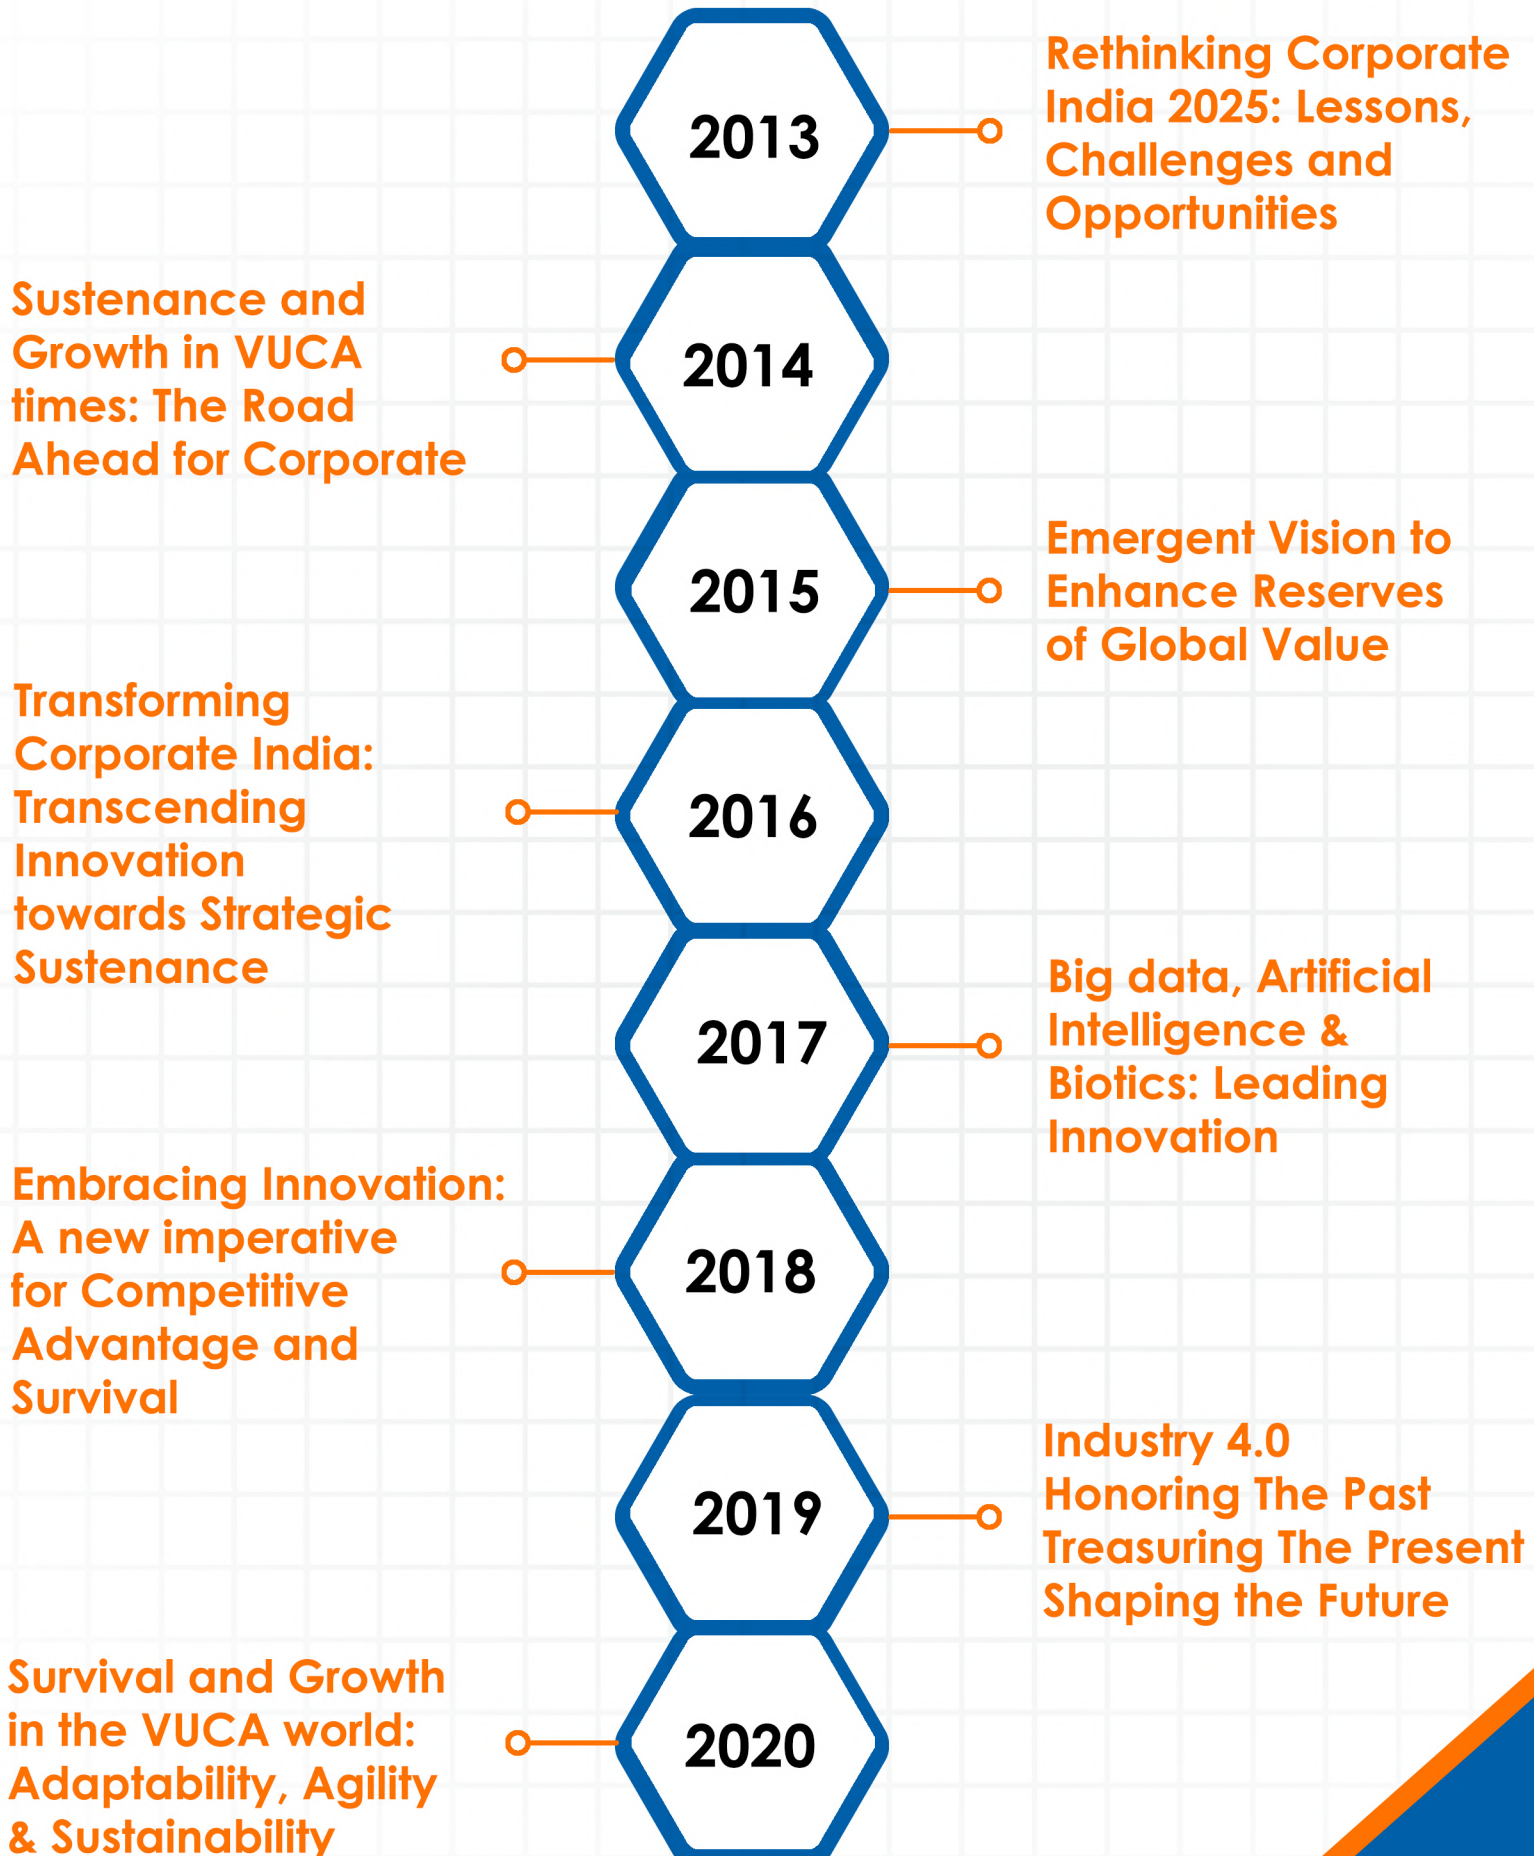 2013
Rethinking Corporate
India 2025: Lessons,
Challenges and
Opportunities
Sustenance and
Growth in VUCA
times: The Road
Ahead for Corporate
2014
2015
Emergent Vision to
Enhance Reserves
of Global Value
Transforming
Corporate India:
Transcending
Innovation
towards Strategic
Sustenance
2016
2017
Big data, Artificial
Intelligence &
Biotics: Leading
Innovation
Embracing Innovation:
A new imperative
for Competitive
Advantage and
Survival
2018
2019
Industry 4.0
Honoring The Past
Treasuring The Present
Shaping the Future
Survival and Growth
in the VUCA world:
Adaptability, Agility
& Sustainability
2020